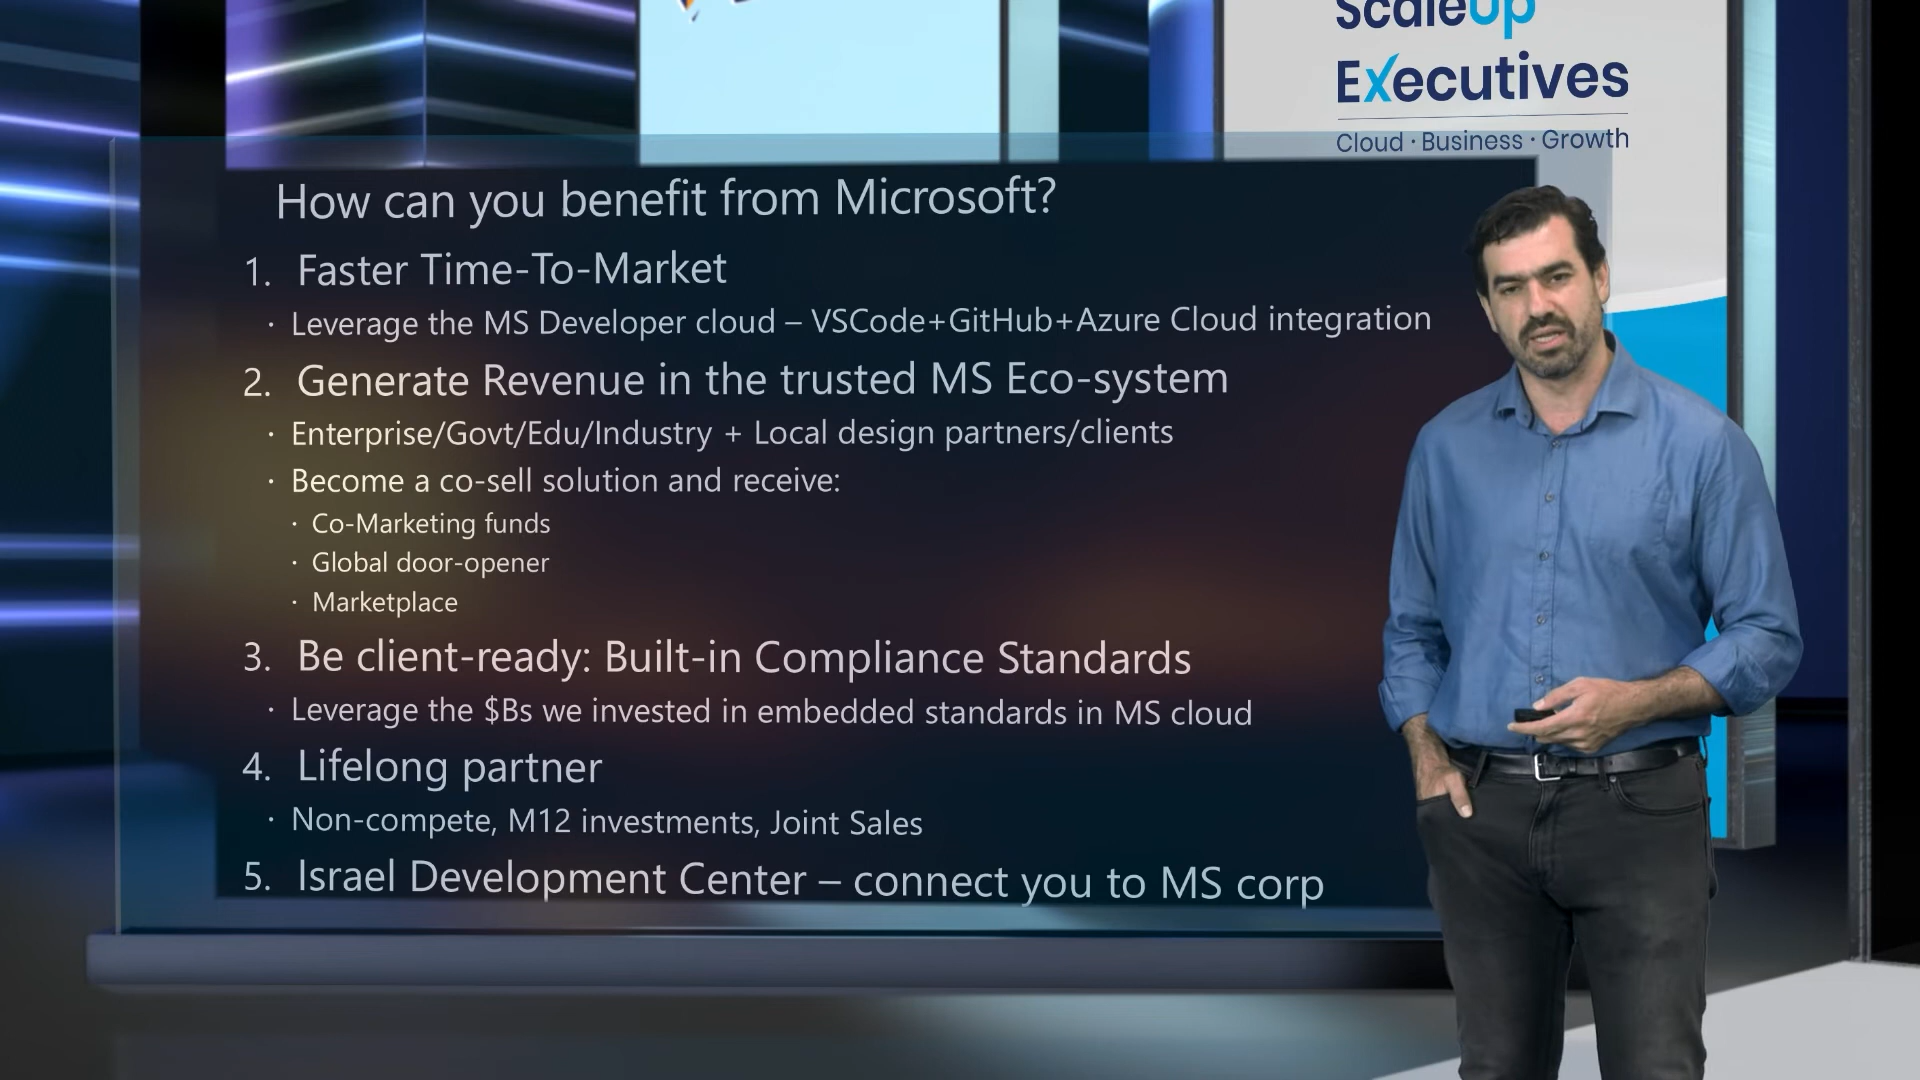 ScaleUp
Executives
Cloud · Business · Growth
How can you benefit from Microsoft?
1. Faster Time-To-Market
· Leverage the MS Developer cloud – VSCode+GitHub+Azure Cloud integration
2. Generate Revenue in the trusted MS Eco-system
· Enterprise/Govt/Edu/Industry + Local design partners/clients
· Become a co-sell solution and receive:
· Co-Marketing funds
· Global door-opener
· Marketplace
3. Be client-ready: Built-in Compliance Standards
· Leverage the $Bs we invested in embedded standards in MS cloud
4. Lifelong partner
· Non-compete, M12 investments, Joint Sales
5. Israel Development Center – connect you to MS corp